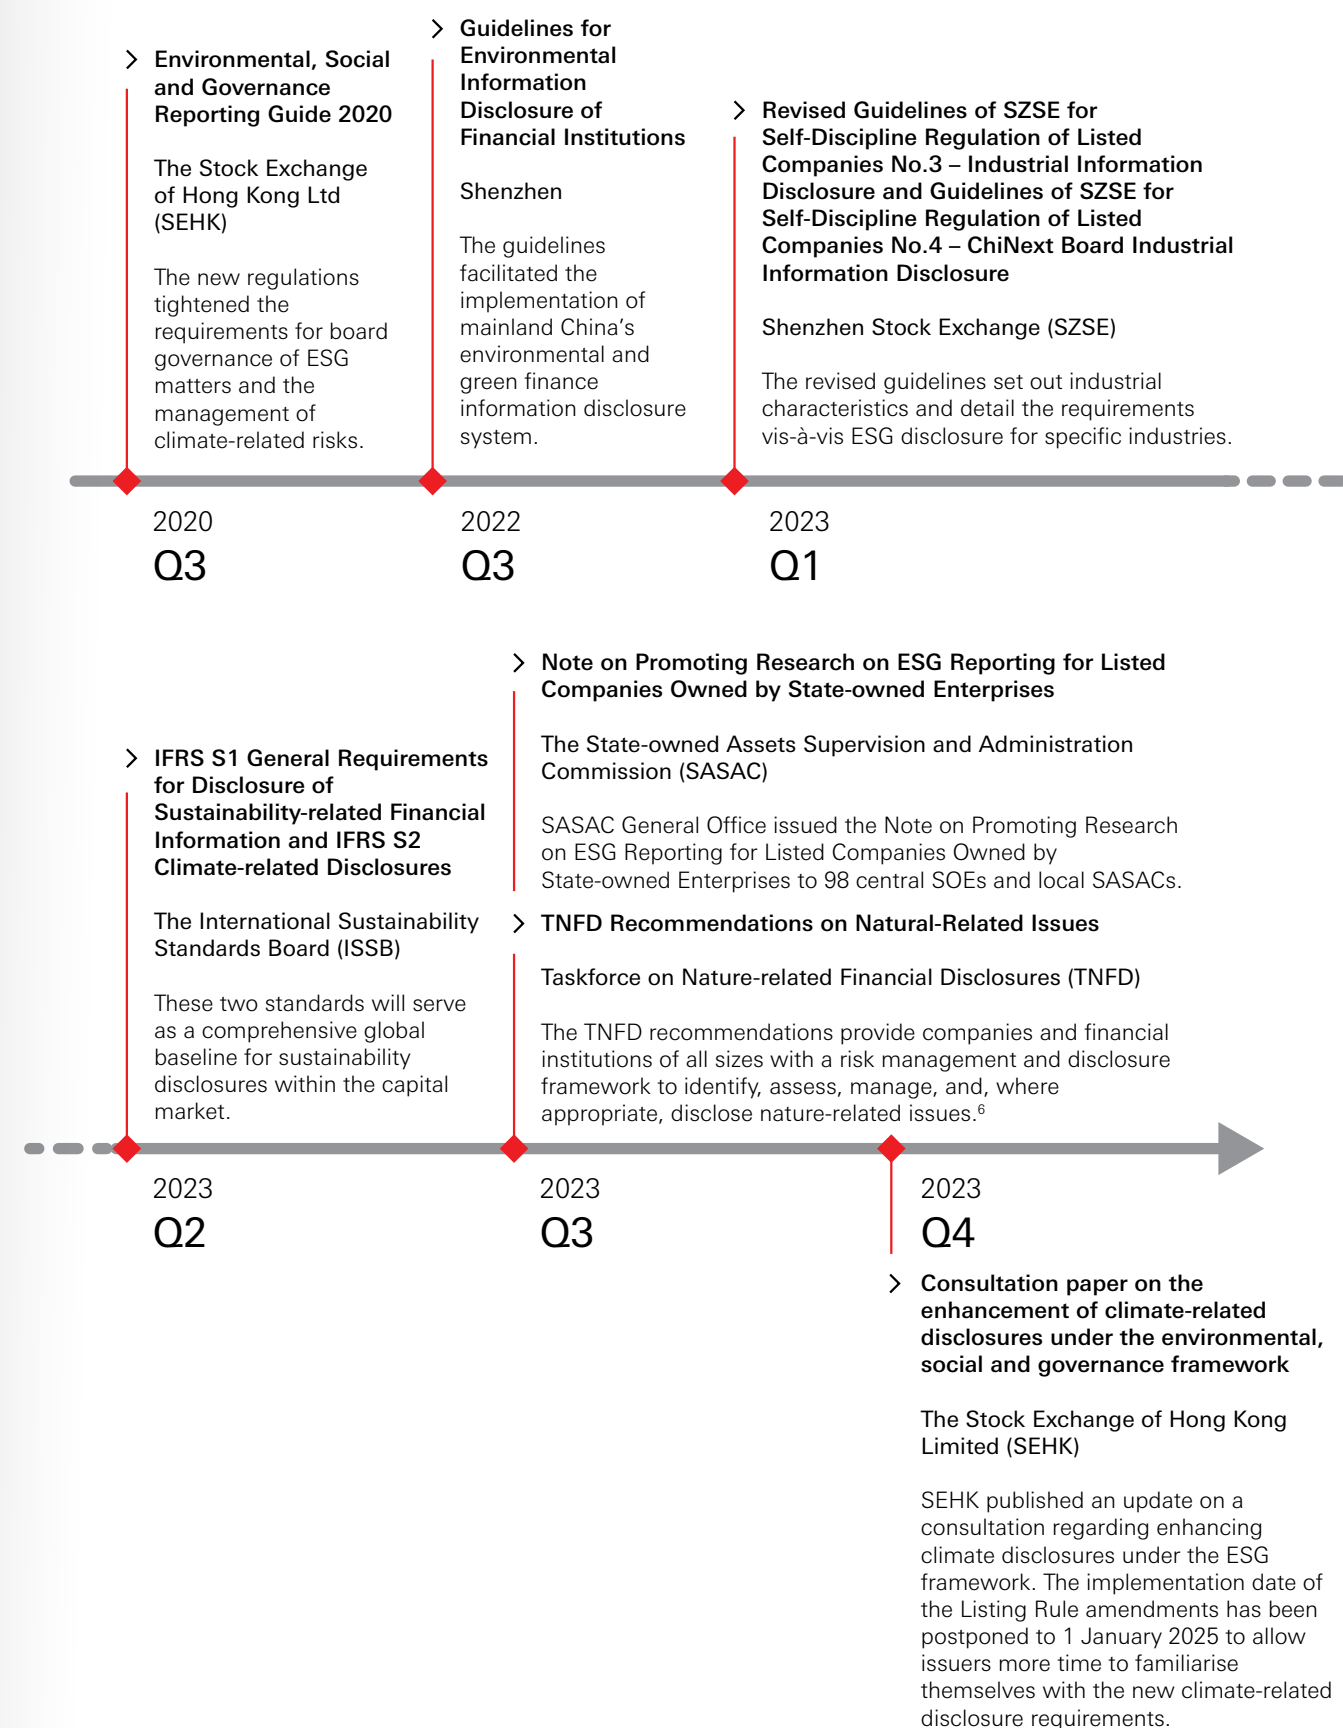 Environmental, Social
and Governance
Reporting Guide 2020
The Stock Exchange
of Hong Kong Ltd
(SEHK)
The new regulations
tightened the
requirements for board
governance of ESG
matters and the
management of
climate-related risks.
2020
Q3
Guidelines for
Environmental
Information
Disclosure of
Financial Institutions
Shenzhen
The guidelines
facilitated the
implementation of
mainland China’s
environmental and
green finance
information disclosure
system.
2022
Q3
Revised Guidelines of SZSE for
Self-Discipline Regulation of Listed
Companies No.3 – Industrial Information
Disclosure and Guidelines of SZSE for
Self-Discipline Regulation of Listed
Companies No.4 – ChiNext Board Industrial
Information Disclosure
Shenzhen Stock Exchange (SZSE)
The revised guidelines set out industrial
characteristics and detail the requirements
vis-à-vis ESG disclosure for specific industries.
2023
Q1
IFRS S1 General Requirements
for Disclosure of
Sustainability-related Financial
Information and IFRS S2
Climate-related Disclosures
The International Sustainability
Standards Board (ISSB)
These two standards will serve
as a comprehensive global
baseline for sustainability
disclosures within the capital
market.
2023
Q2
Note on Promoting Research on ESG Reporting for Listed
Companies Owned by State-owned Enterprises
The State-owned Assets Supervision and Administration
Commission (SASAC)
SASAC General Office issued the Note on Promoting Research
on ESG Reporting for Listed Companies Owned by
State-owned Enterprises to 98 central SOEs and local SASACs.
TNFD Recommendations on Natural-Related Issues
Taskforce on Nature-related Financial Disclosures (TNFD)
The TNFD recommendations provide companies and financial
institutions of all sizes with a risk management and disclosure
framework to identify, assess, manage, and, where
appropriate, disclose nature-related issues.⁶
2023
Q3
2023
Q4
Consultation paper on the
enhancement of climate-related
disclosures under the environmental,
social and governance framework
The Stock Exchange of Hong Kong
Limited (SEHK)
SEHK published an update on a
consultation regarding enhancing
climate disclosures under the ESG
framework. The implementation date of
the Listing Rule amendments has been
postponed to 1 January 2025 to allow
issuers more time to familiarise
themselves with the new climate-related
disclosure requirements.